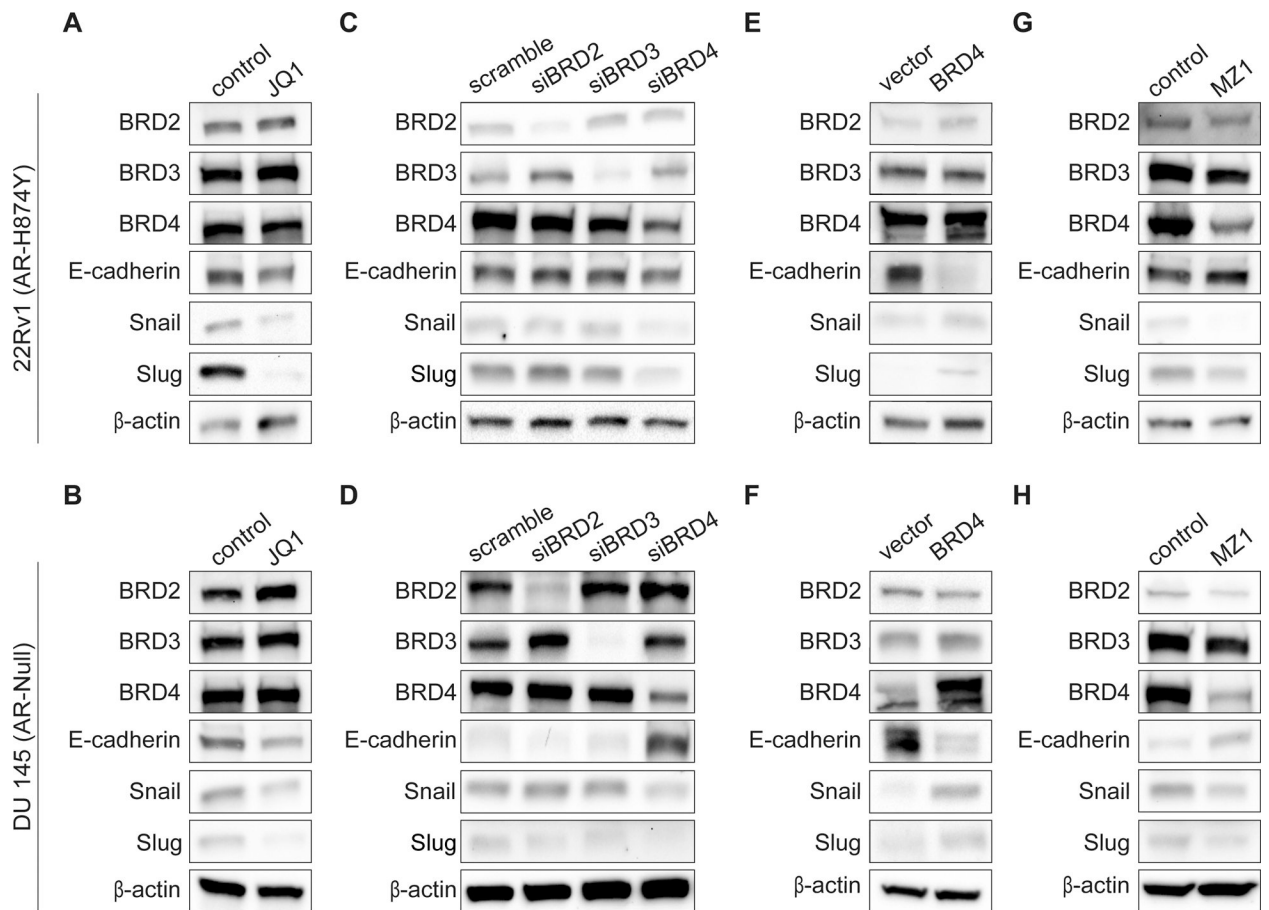 A
control
JQ1
BRD2
BRD3
BRD4
E-cadherin
Snail
Slug
β-actin
C
scramble
siBRD2
siBRD3
siBRD4
BRD2
BRD3
BRD4
E-cadherin
Snail
Slug
β-actin
E
vector
BRD4
BRD2
BRD3
BRD4
E-cadherin
Snail
Slug
β-actin
G
control
MZ1
BRD2
BRD3
BRD4
E-cadherin
Snail
Slug
β-actin
22Rv1 (AR-H874Y)
B
control
JQ1
BRD2
BRD3
BRD4
E-cadherin
Snail
Slug
β-actin
D
scramble
siBRD2
siBRD3
siBRD4
BRD2
BRD3
BRD4
E-cadherin
Snail
Slug
β-actin
F
vector
BRD4
BRD2
BRD3
BRD4
E-cadherin
Snail
Slug
β-actin
H
control
MZ1
BRD2
BRD3
BRD4
E-cadherin
Snail
Slug
β-actin
DU 145 (AR-Null)